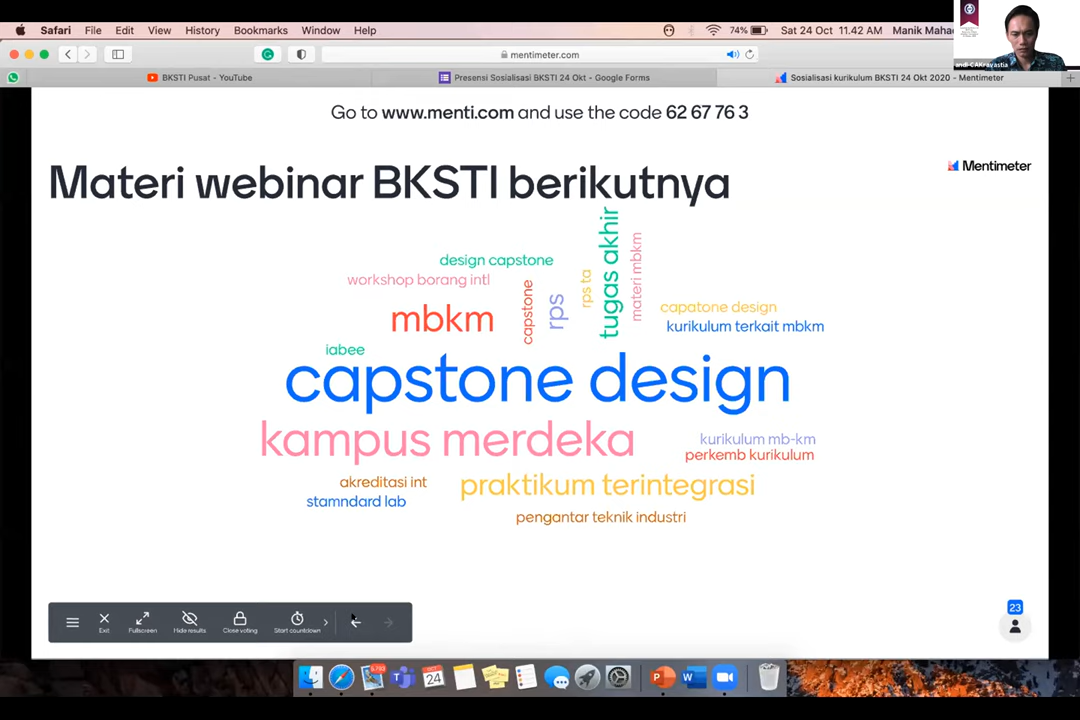 Safari File Edit View History Bookmarks Window Help 74% Sat 24 Oct 11.42 AM Manik Maha
mentimeter.com
andi-CAKravastia
BKSTI Pusat - YouTube
Presensi Sosialisasi BKSTI 24 Okt - Google Forms
Sosialisasi kurikulum BKSTI 24 Okt 2020 - Mentimeter
Go to www.menti.com and use the code 62 67 76 3
Mentimeter
Materi webinar BKSTI berikutnya
design capstone
workshop borang intl
mbkm
capstone
rps
rps ta
tugas akhir
materi mbkm
capatone design
kurikulum terkait mbkm
iabee
capstone design
kampus merdeka
kurikulum mb-km
perkemb kurikulum
akreditasi int
praktikum terintegrasi
stamndard lab
pengantar teknik industri
Exit
Fullscreen
Hide results
Close voting
Start countdown
23
OCT
24